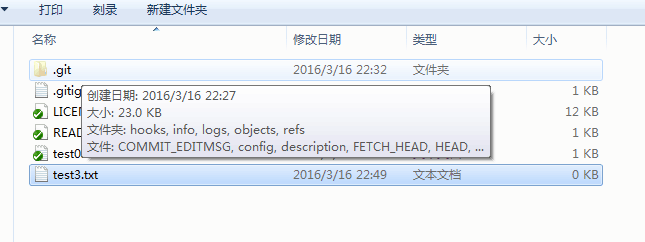 打印 刻录 新建文件夹
名称 修改日期 类型 大小
.git 2016/3/16 22:32 文件夹
.gitig 1 KB
创建日期: 2016/3/16 22:27
大小: 23.0 KB
LICEN 12 KB
文件夹: hooks, info, logs, objects, refs
READ 1 KB
文件: COMMIT_EDITMSG, config, description, FETCH_HEAD, HEAD, ...
test0 1 KB
test3.txt 2016/3/16 22:49 文本文档 0 KB